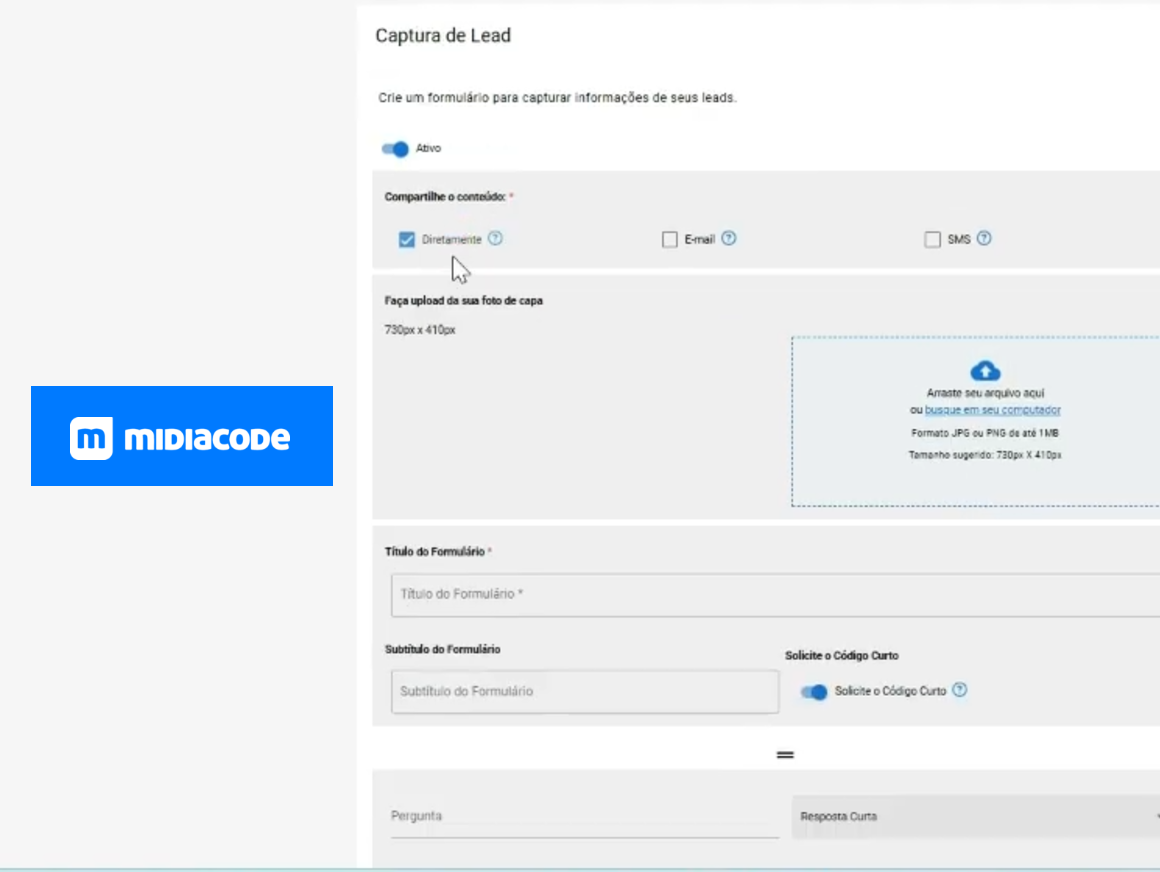 Captura de Lead
Crie um formulário para capturar informações de seus leads.
Ativo
Compartilhe o conteúdo: *
Diretamente ?
E-mail ?
SMS ?
Faça upload da sua foto de capa
730px x 410px
Arraste seu arquivo aqui
ou busque em seu computador
Formato JPG ou PNG de até 1MB
Tamanho sugerido: 730px X 410px
m mIDIACODe
Título do Formulário *
Título do Formulário *
Subtítulo do Formulário
Subtítulo do Formulário
Solicite o Código Curto
Solicite o Código Curto ?
Pergunta
Resposta Curta